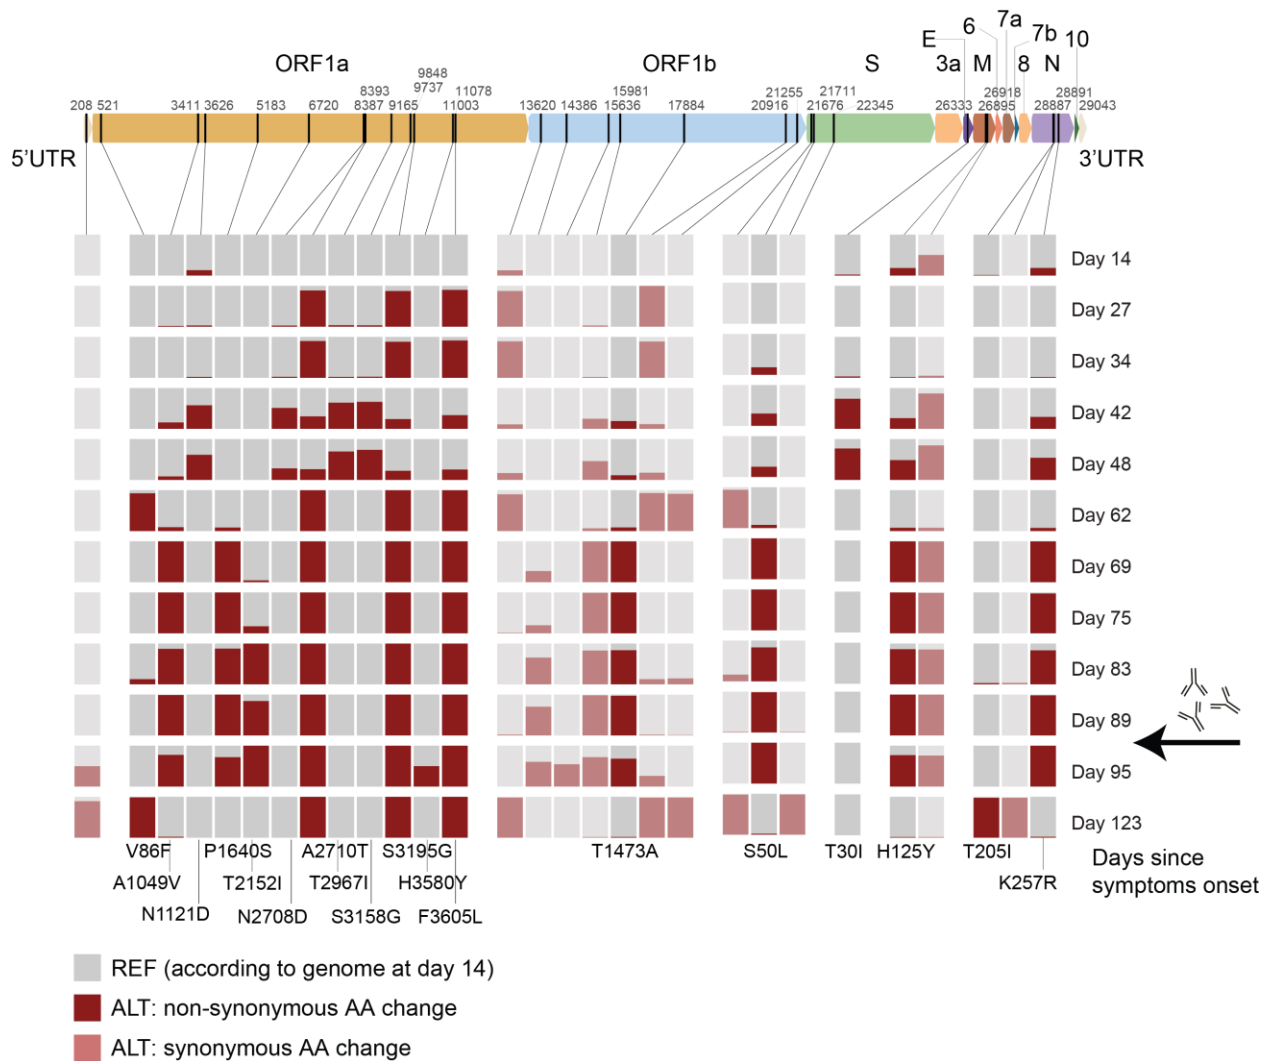 7a
6
7b
E
10
ORF1a
ORF1b
S
3a
M
8
N
9848
8393
9737
11078
15981
21255
21711
26918
28891
208
521
3411
3626
5183
6720
8387
9165
11003
13620
14386
15636
17884
20916
21676
22345
26333
26895
28887
29043
5'UTR
3'UTR
Day 14
Day 27
Day 34
Day 42
Day 48
Day 62
Day 69
Day 75
Day 83
Day 89
Day 95
Day 123
V86F
P1640S
A2710T
S3195G
T1473A
S50L
T30I
H125Y
T205I
Days since
symptoms onset
A1049V
T2152I
T2967I
H3580Y
K257R
N1121D
N2708D
S3158G
F3605L
REF (according to genome at day 14)
ALT: non-synonymous AA change
ALT: synonymous AA change